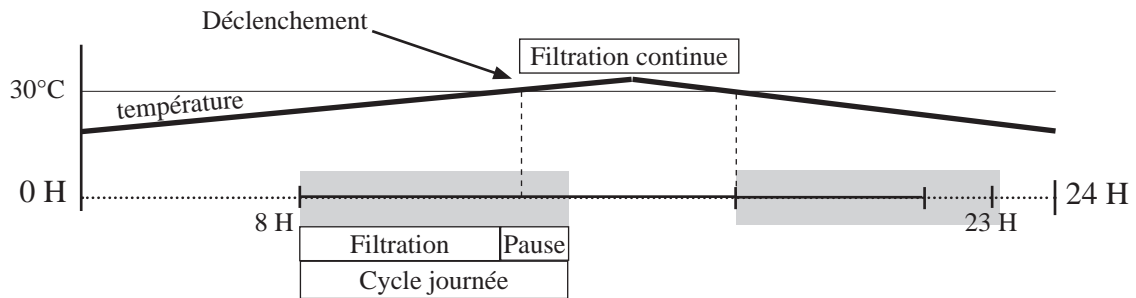 Déclenchement
Filtration continue
30°C
température
0 H
24 H
8 H
23 H
Filtration
Pause
Cycle journée